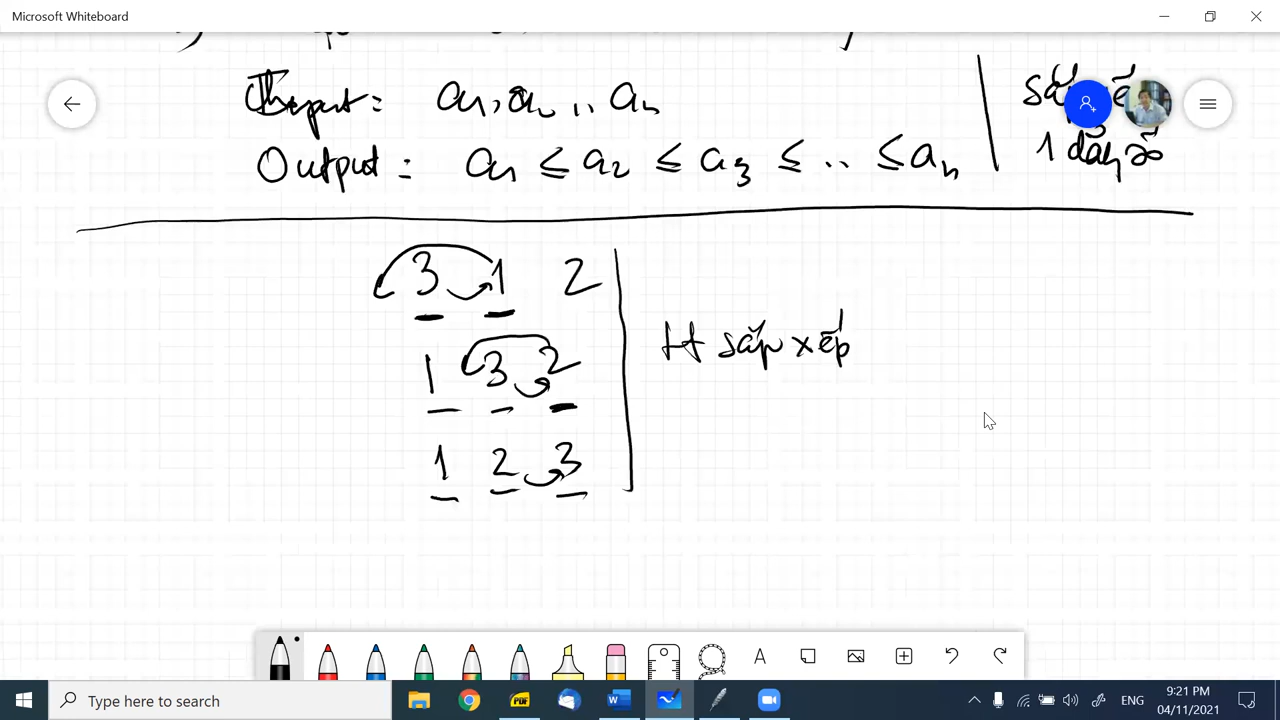 Microsoft Whiteboard
Input: a1, a2 .. an
Output: a1 ≤ a2 ≤ a3 ≤ .. ≤ an
1 dãy số
3 1 2
1 3 2
1 2 3
sắp xếp
A
Type here to search
PDF
ENG
9:21 PM
04/11/2021